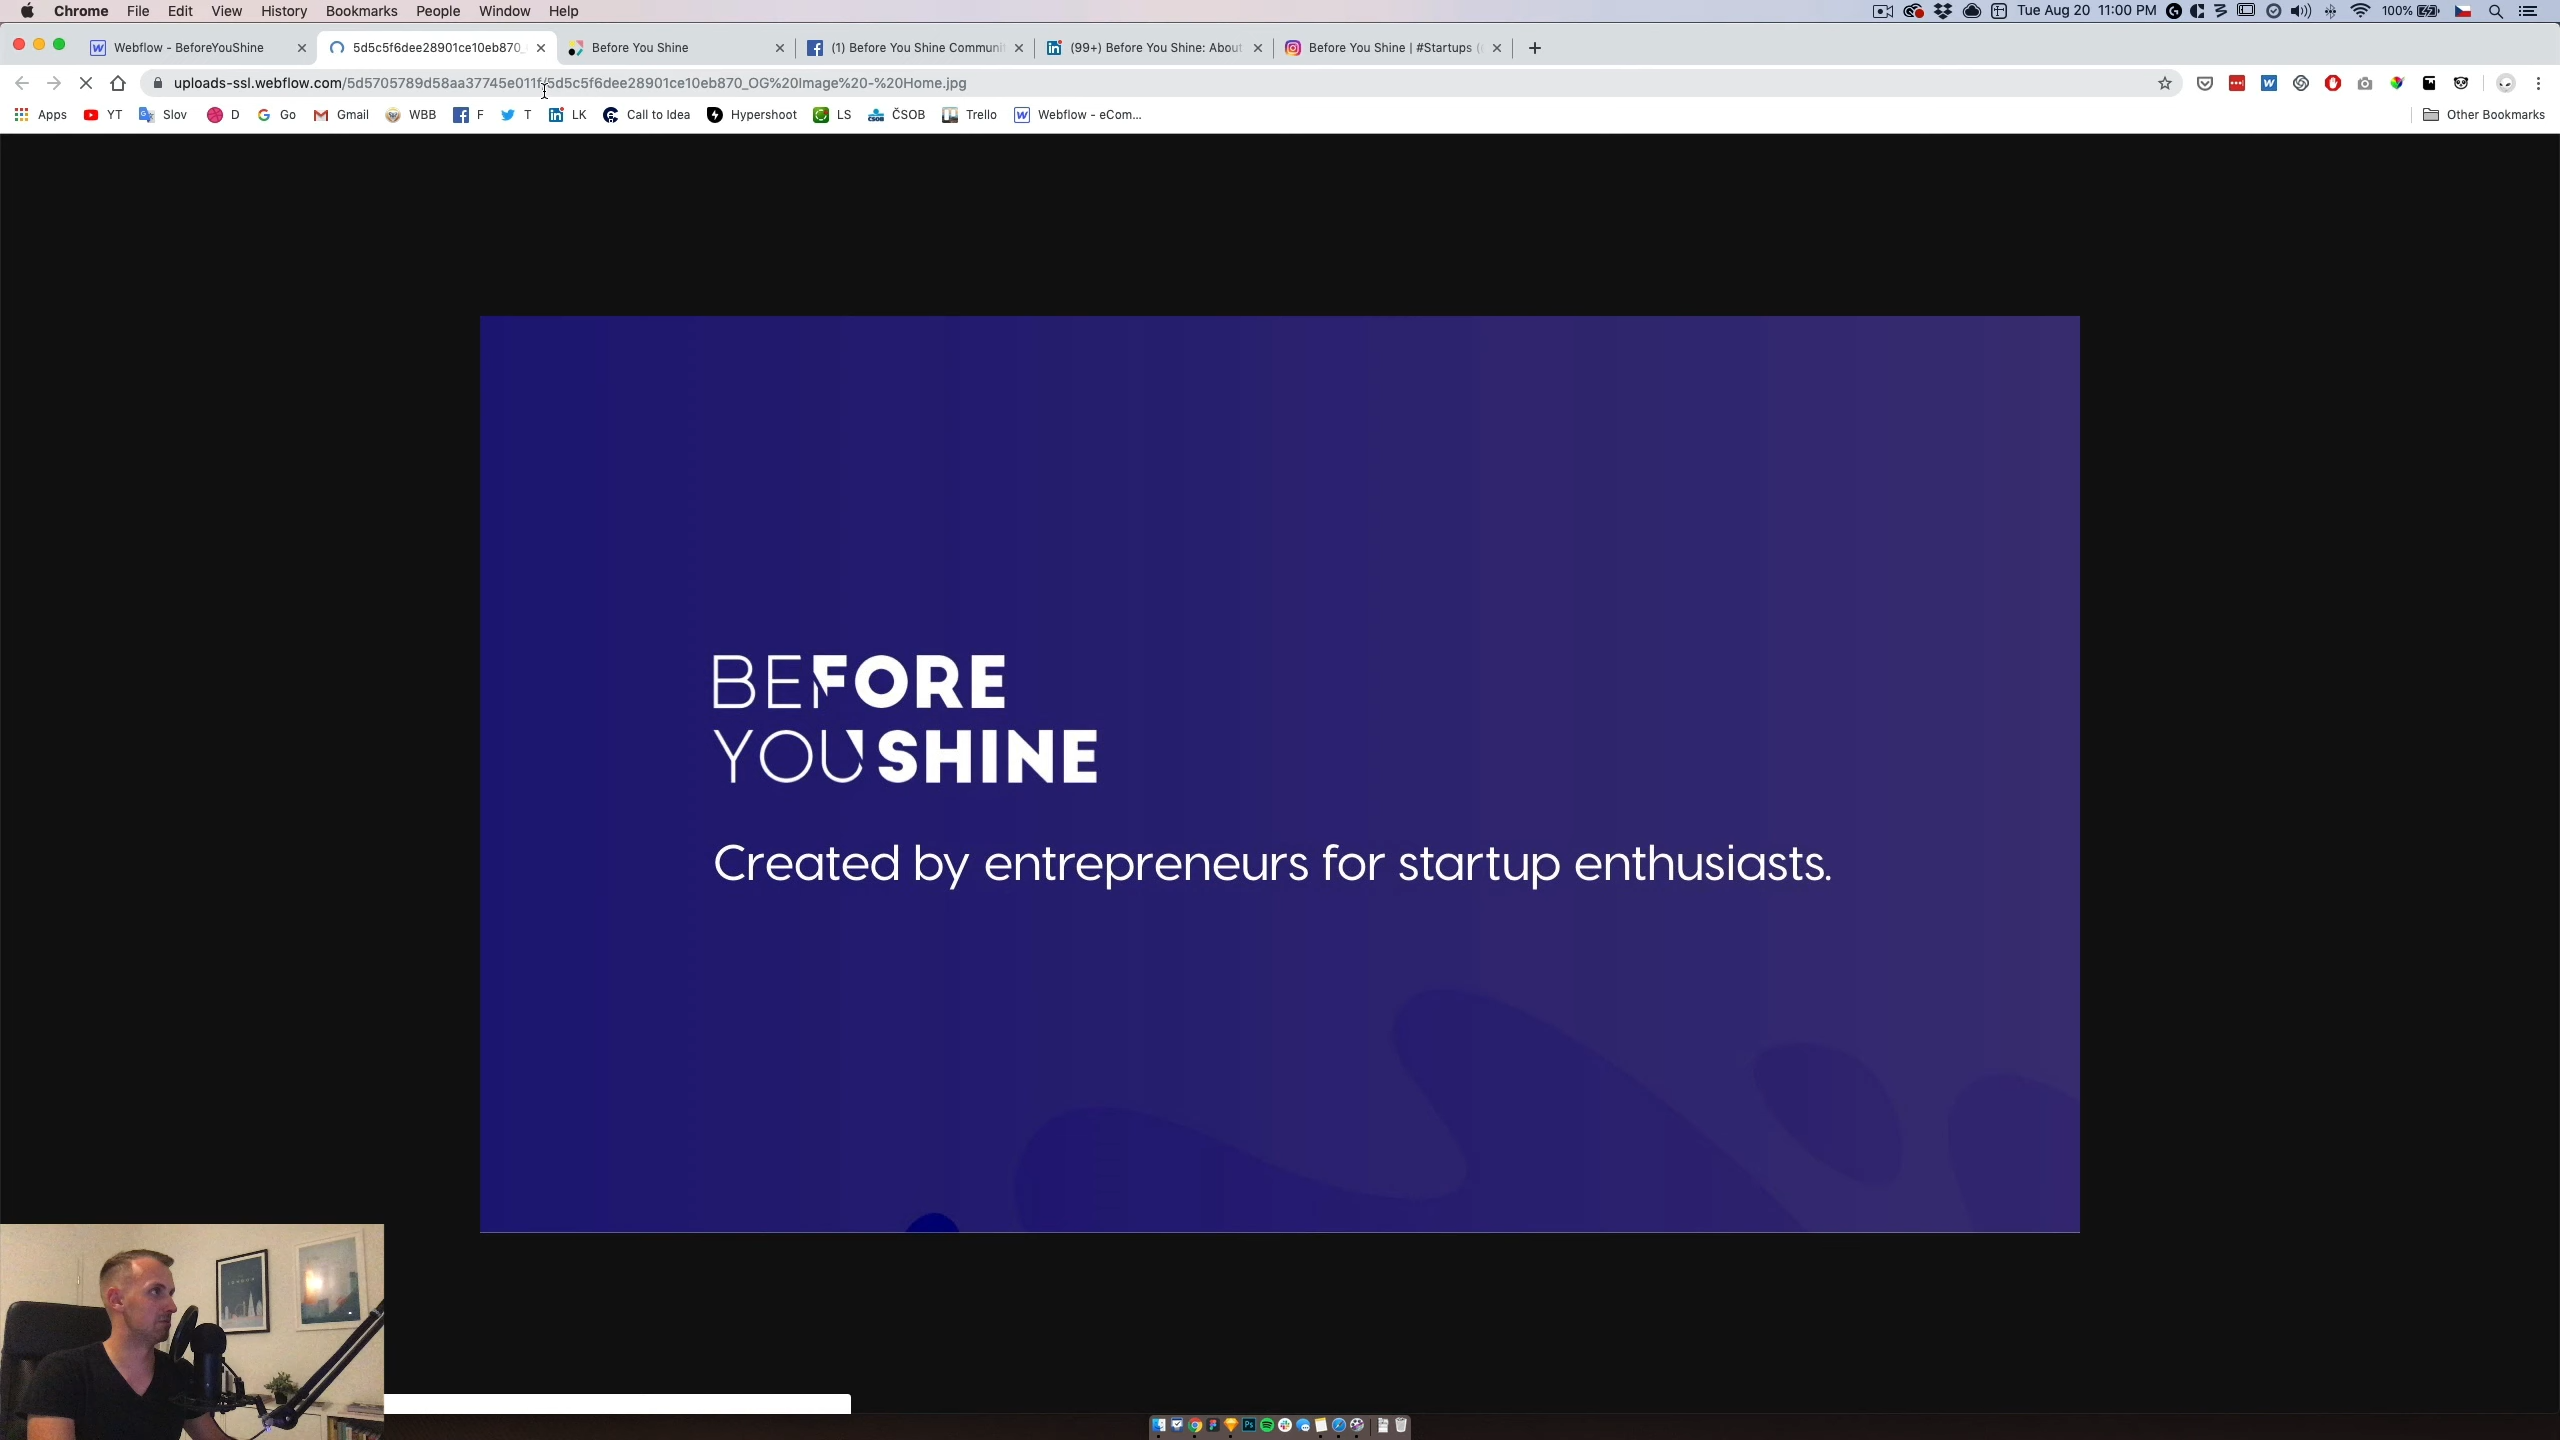 Chrome File Edit View History Bookmarks People Window Help
Tue Aug 20 11:00 PM 100%
Webflow - BeforeYouShine
5d5c5f6dee28901ce10eb870_
Before You Shine
(1) Before You Shine Communi
(99+) Before You Shine: About
Before You Shine | #Startups (
uploads-ssl.webflow.com/5d5705789d58aa37745e011f/5d5c5f6dee28901ce10eb870_OG%20Image%20-%20Home.jpg
Apps YT Slov D Go Gmail WBB F T LK Call to Idea Hypershoot LS ČSOB Trello Webflow - eCom... Other Bookmarks
BEFORE
YOU SHINE
Created by entrepreneurs for startup enthusiasts.